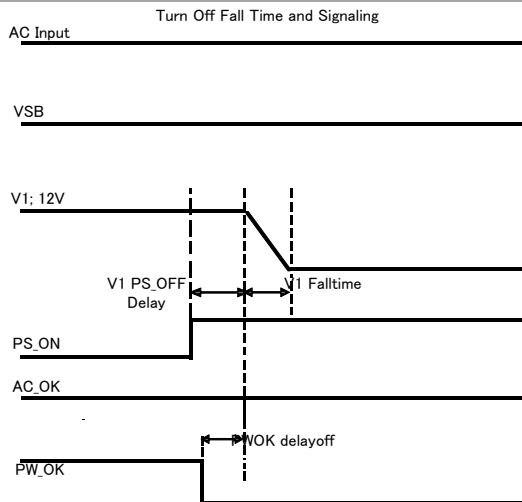 Turn Off Fall Time and Signaling
AC Input
VSB
V1; 12V
V1 PS_OFF
Delay
V1 Falltime
PS_ON
AC_OK
PWOK delayoff
PW_OK